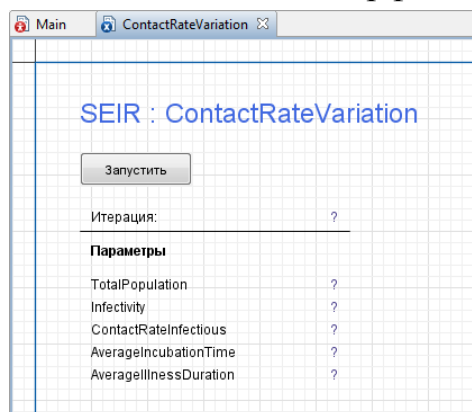 Main ContactRateVariation
SEIR : ContactRateVariation
Запустить
Итерация: ?
Параметры
TotalPopulation ?
Infectivity ?
ContactRateInfectious ?
AverageIncubationTime ?
AverageIllnessDuration ?